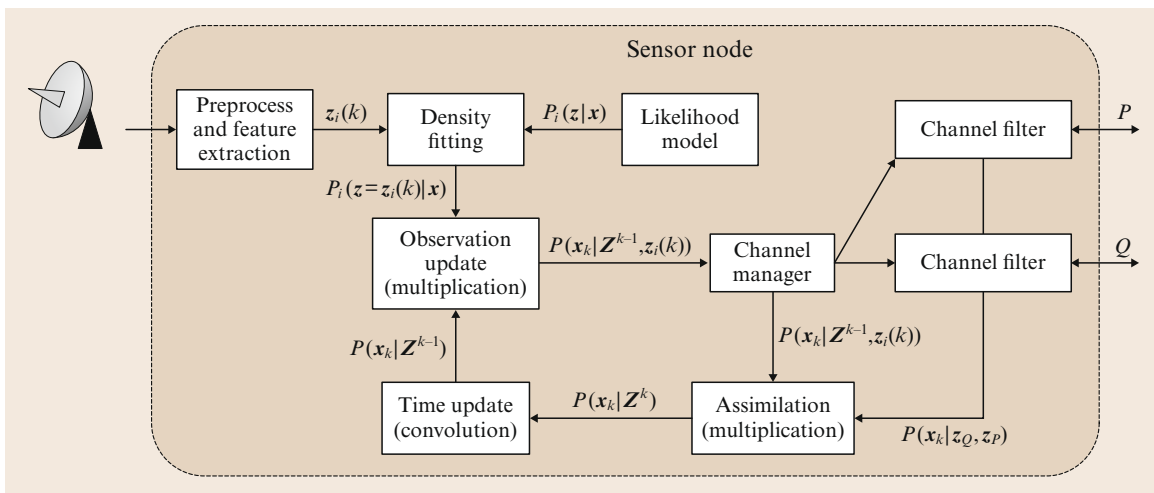 Sensor node
Preprocess
and feature
extraction
z_i(k)
Density
fitting
P_i(z|x)
Likelihood
model
Channel filter
P
P_i(z=z_i(k)|x)
Observation
update
(multiplication)
P(x_k|Z^{k-1},z_i(k))
Channel
manager
Channel filter
Q
P(x_k|Z^{k-1})
P(x_k|Z^{k-1},z_i(k))
Time update
(convolution)
P(x_k|Z^k)
Assimilation
(multiplication)
P(x_k|z_Q,z_P)